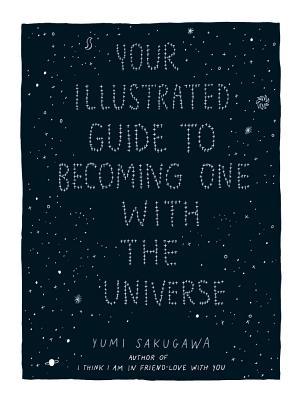 YOUR
ILLUSTRATED
GUIDE TO
BECOMING ONE
WITH
THE
UNIVERSE
YUMI SAKUGAWA
AUTHOR OF
I THINK I AM IN FRIEND-LOVE WITH YOU